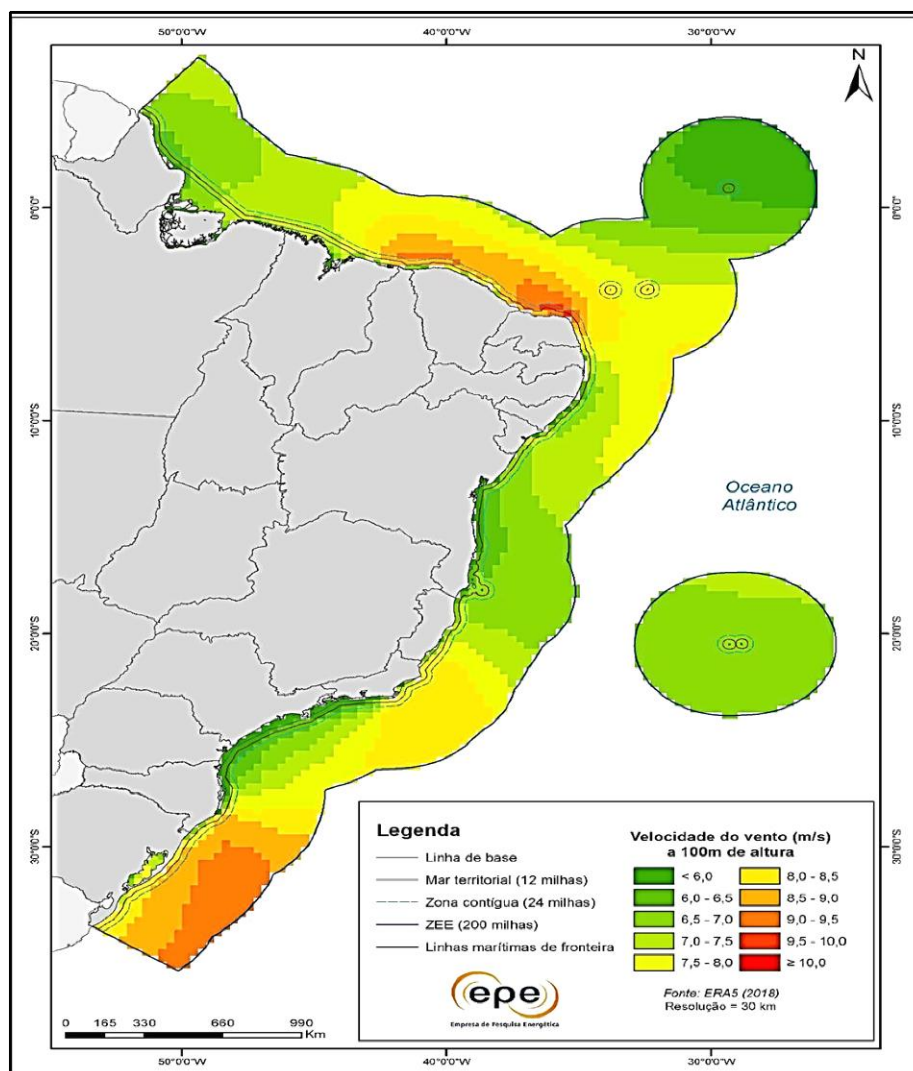 50°0'0"W 40°0'0"W 30°0'0"W
N
0°0'0" 0°0'0"
10°0'0"S 10°0'0"S
Oceano
Atlântico
20°0'0"S 20°0'0"S
30°0'0"S 30°0'0"S
Legenda
Linha de base
Mar territorial (12 milhas)
Zona contígua (24 milhas)
ZEE (200 milhas)
Linhas marítimas de fronteira
epe
Empresa de Pesquisa Energética
Velocidade do vento (m/s)
a 100m de altura
< 6,0 8,0 - 8,5
6,0 - 6,5 8,5 - 9,0
6,5 - 7,0 9,0 - 9,5
7,0 - 7,5 9,5 - 10,0
7,5 - 8,0 ≥ 10,0
Fonte: ERA5 (2018)
Resolução = 30 km
0 165 330 660 990
Km
50°0'0"W 40°0'0"W 30°0'0"W